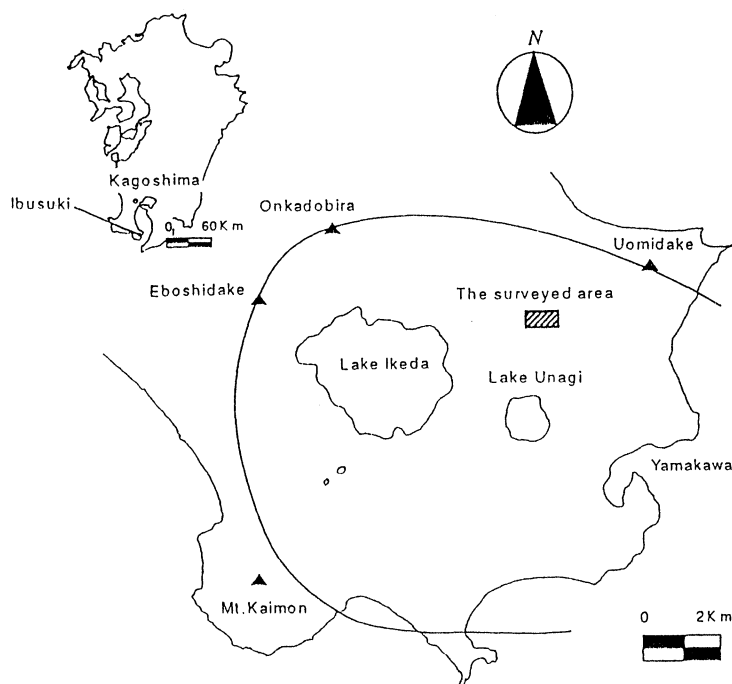 N
Kagoshima
Ibusuki
0 60Km
Onkadobira
Uomidake
Eboshidake
The surveyed area
Lake Ikeda
Lake Unagi
Yamakawa
Mt.Kaimon
0 2Km